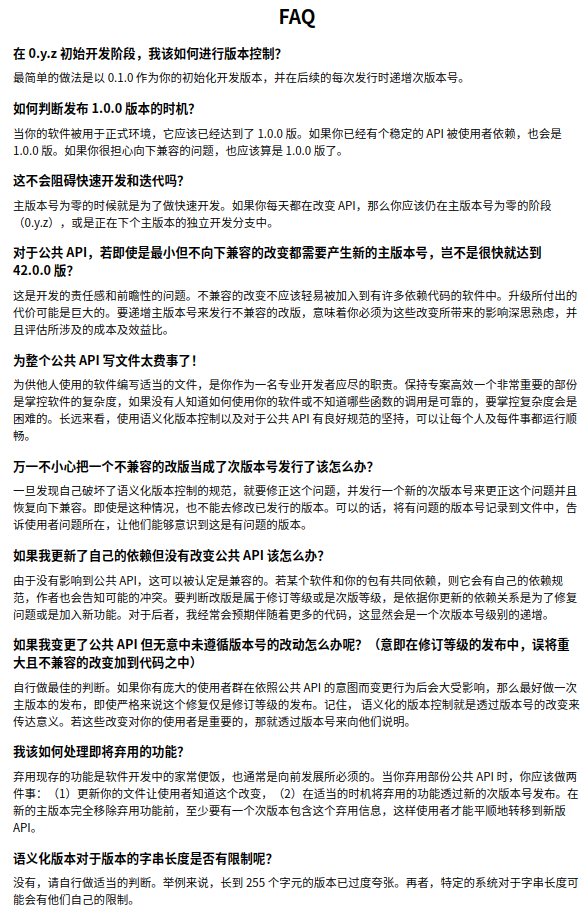 FAQ
在 0.y.z 初始开发阶段，我该如何进行版本控制？
最简单的做法是以 0.1.0 作为你的初始化开发版本，并在后续的每次发行时递增次版本号。
如何判断发布 1.0.0 版本的时机？
当你的软件被用于正式环境，它应该已经达到了 1.0.0 版。如果你已经有个稳定的 API 被使用者依赖，也会是
1.0.0 版。如果你很担心向下兼容的问题，也应该算是 1.0.0 版了。
这不会阻碍快速开发和迭代吗？
主版本号为零的时候就是为了做快速开发。如果你每天都在改变 API，那么你应该仍在主版本号为零的阶段
（0.y.z），或是正在下个主版本的独立开发分支中。
对于公共 API，若即使是最小但不向下兼容的改变都需要产生新的主版本号，岂不是很快就达到
42.0.0 版？
这是开发的责任感和前瞻性的问题。不兼容的改变不应该轻易被加入到有许多依赖代码的软件中。升级所付出的
代价可能是巨大的。要递增主版本号来发行不兼容的改版，意味着你必须为这些改变所带来的影响深思熟虑，并
且评估所涉及的成本及效益比。
为整个公共 API 写文件太费事了！
为供他人使用的软件编写适当的文件，是你作为一名专业开发者应尽的职责。保持专案高效一个非常重要的部份
是掌控软件的复杂度，如果没有人知道如何使用你的软件或不知道哪些函数的调用是可靠的，要掌控复杂度会是
困难的。长远来看，使用语义化版本控制以及对于公共 API 有良好规范的坚持，可以让每个人及每件事都运行顺
畅。
万一不小心把一个不兼容的改版当成了次版本号发行了该怎么办？
一旦发现自己破坏了语义化版本控制的规范，就要修正这个问题，并发行一个新的次版本号来更正这个问题并且
恢复向下兼容。即使是这种情况，也不能去修改已发行的版本。可以的话，将有问题的版本号记录到文件中，告
诉使用者问题所在，让他们能够意识到这是有问题的版本。
如果我更新了自己的依赖但没有改变公共 API 该怎么办？
由于没有影响到公共 API，这可以被认定是兼容的。若某个软件和你的包有共同依赖，则它会有自己的依赖规
范，作者也会告知可能的冲突。要判断改版是属于修订等级或是次版等级，是依据你更新的依赖关系是为了修复
问题或是加入新功能。对于后者，我经常会预期伴随着更多的代码，这显然会是一个次版本号级别的递增。
如果我变更了公共 API 但无意中未遵循版本号的改动怎么办呢？（意即在修订等级的发布中，误将重
大且不兼容的改变加到代码之中）
自行做最佳的判断。如果你有庞大的使用者群在依照公共 API 的意图而变更行为后会大受影响，那么最好做一次
主版本的发布，即使严格来说这个修复仅是修订等级的发布。记住， 语义化的版本控制就是透过版本号的改变来
传达意义。若这些改变对你的使用者是重要的，那就透过版本号来向他们说明。
我该如何处理即将弃用的功能？
弃用现存的功能是软件开发中的家常便饭，也通常是向前发展所必须的。当你弃用部份公共 API 时，你应该做两
件事：（1）更新你的文件让使用者知道这个改变，（2）在适当的时机将弃用的功能透过新的次版本号发布。在
新的主版本完全移除弃用功能前，至少要有一个次版本包含这个弃用信息，这样使用者才能平顺地转移到新版
API。
语义化版本对于版本的字串长度是否有限制呢？
没有，请自行做适当的判断。举例来说，长到 255 个字元的版本已过度夸张。再者，特定的系统对于字串长度可
能会有他们自己的限制。